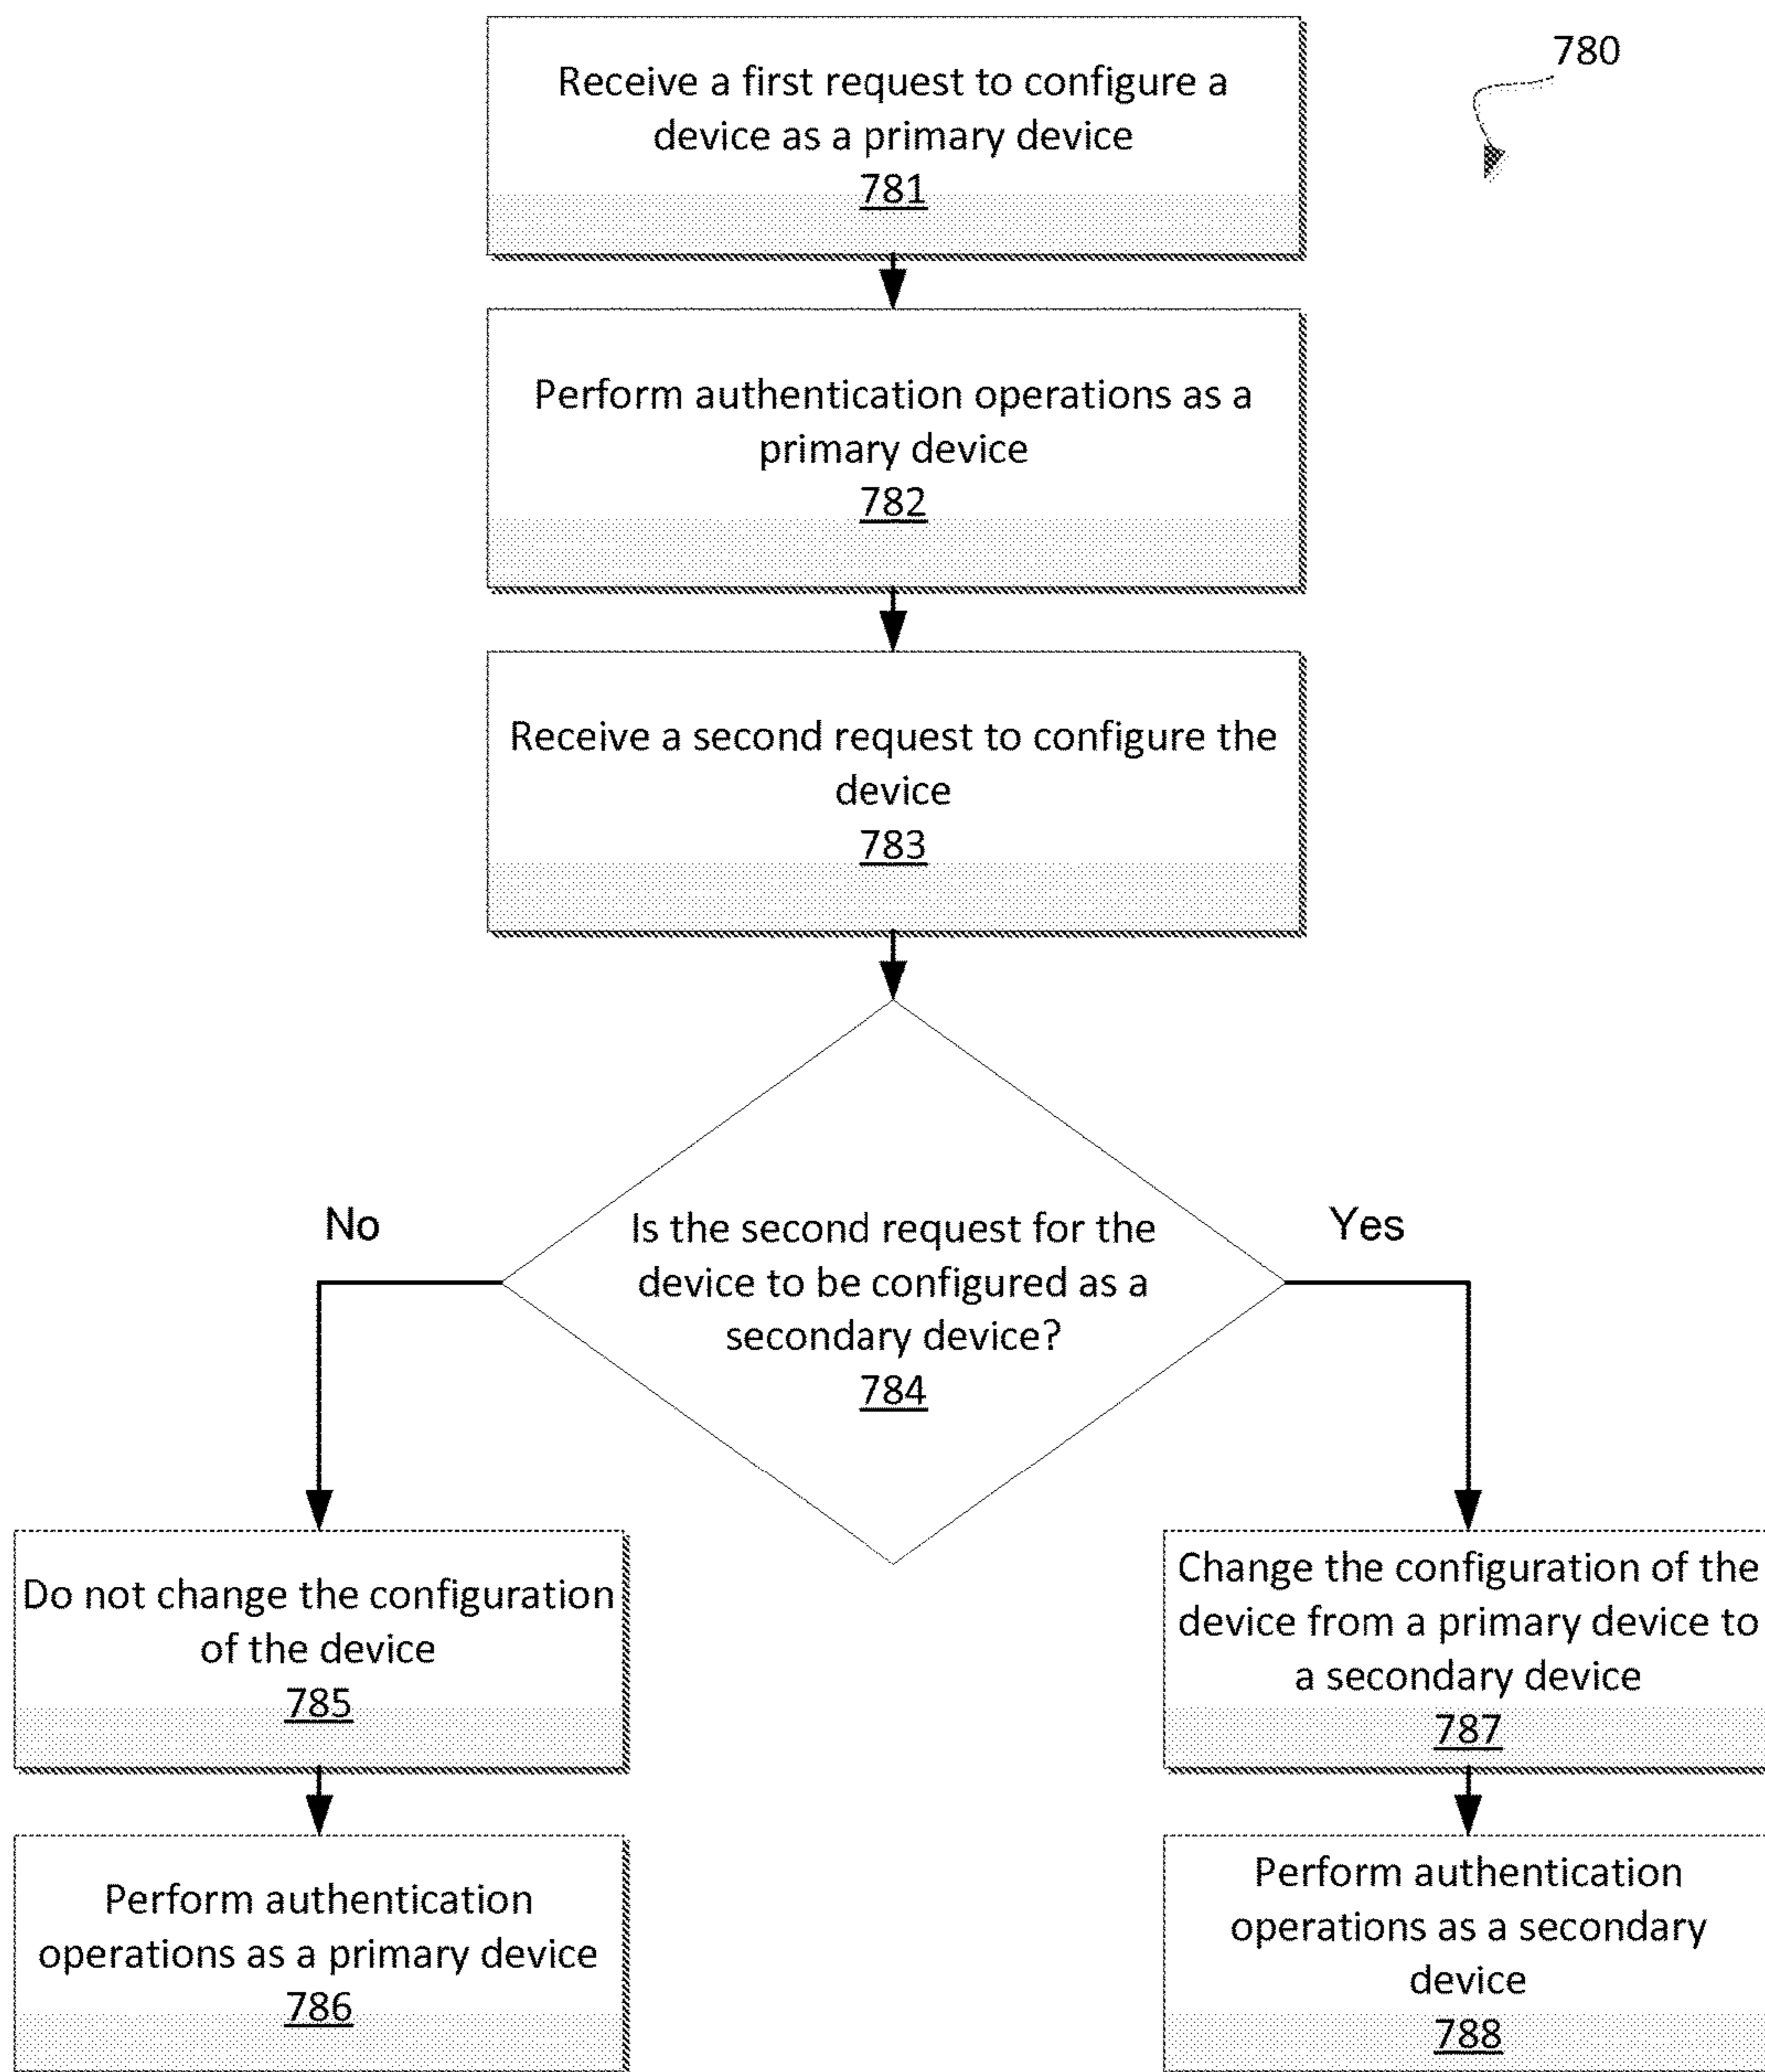 780
Receive a first request to configure a
device as a primary device
781
Perform authentication operations as a
primary device
782
Receive a second request to configure the
device
783
Is the second request for the
device to be configured as a
secondary device?
784
No
Do not change the configuration
of the device
785
Perform authentication
operations as a primary device
786
Yes
Change the configuration of the
device from a primary device to
a secondary device
787
Perform authentication
operations as a secondary
device
788